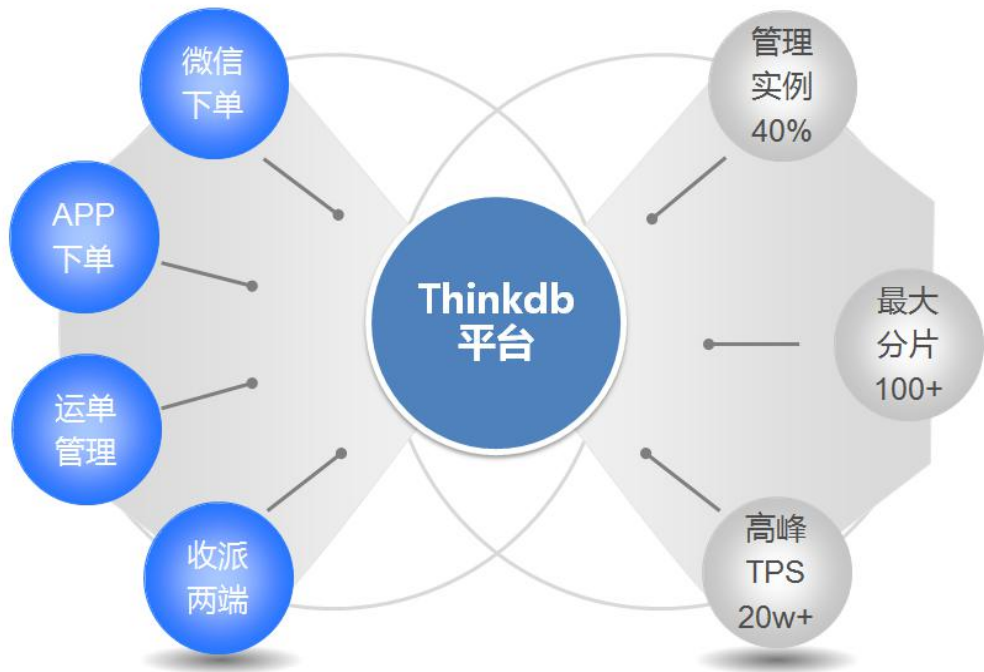 微信
下单
APP
下单
运单
管理
收派
两端
Thinkdb
平台
管理
实例
40%
最大
分片
100+
高峰
TPS
20w+